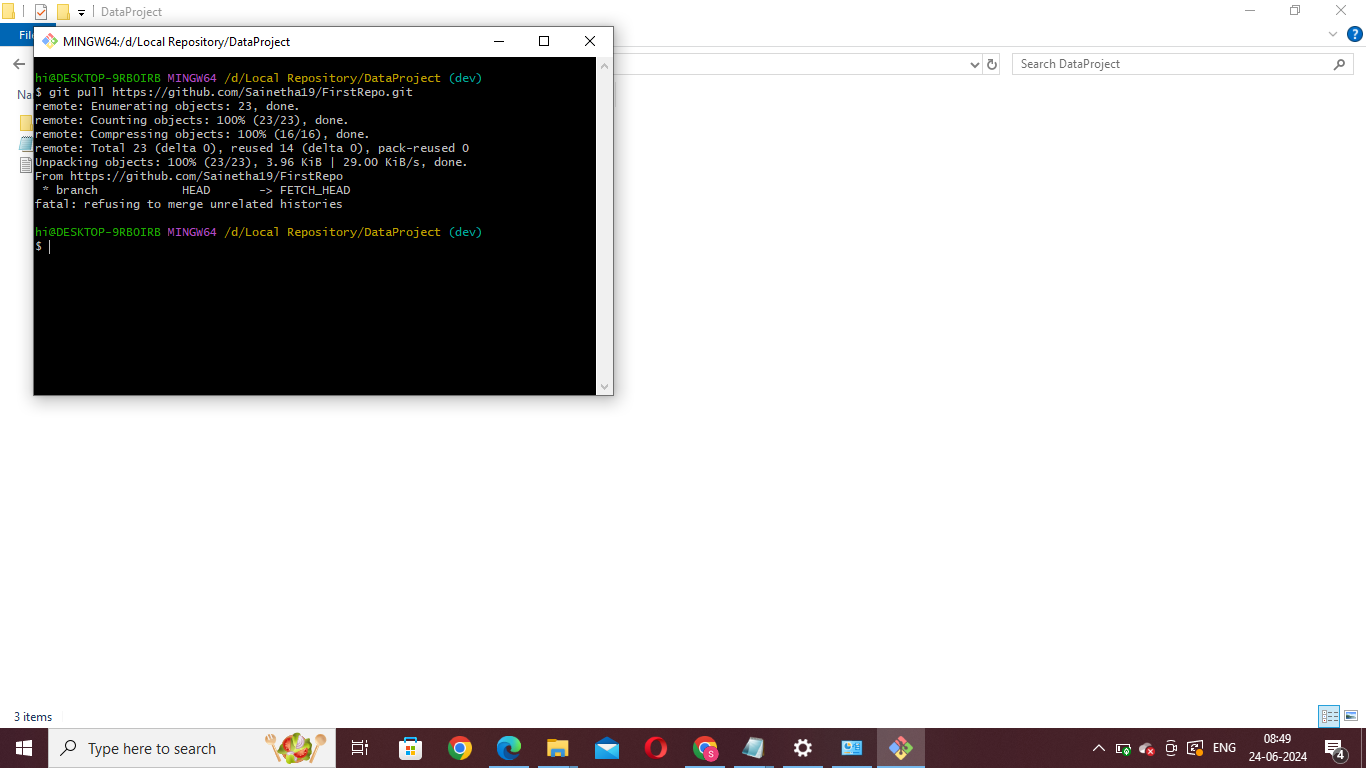 DataProject
MINGW64:/d/Local Repository/DataProject
hi@DESKTOP-9RBOIRB MINGW64 /d/Local Repository/DataProject (dev)
$ git pull https://github.com/Sainetha19/FirstRepo.git
remote: Enumerating objects: 23, done.
remote: Counting objects: 100% (23/23), done.
remote: Compressing objects: 100% (16/16), done.
remote: Total 23 (delta 0), reused 14 (delta 0), pack-reused 0
Unpacking objects: 100% (23/23), 3.96 KiB | 29.00 KiB/s, done.
From https://github.com/Sainetha19/FirstRepo
 * branch            HEAD       -> FETCH_HEAD
fatal: refusing to merge unrelated histories
hi@DESKTOP-9RBOIRB MINGW64 /d/Local Repository/DataProject (dev)
$
Search DataProject
3 items
Type here to search
S
ENG
08:49
24-06-2024
4